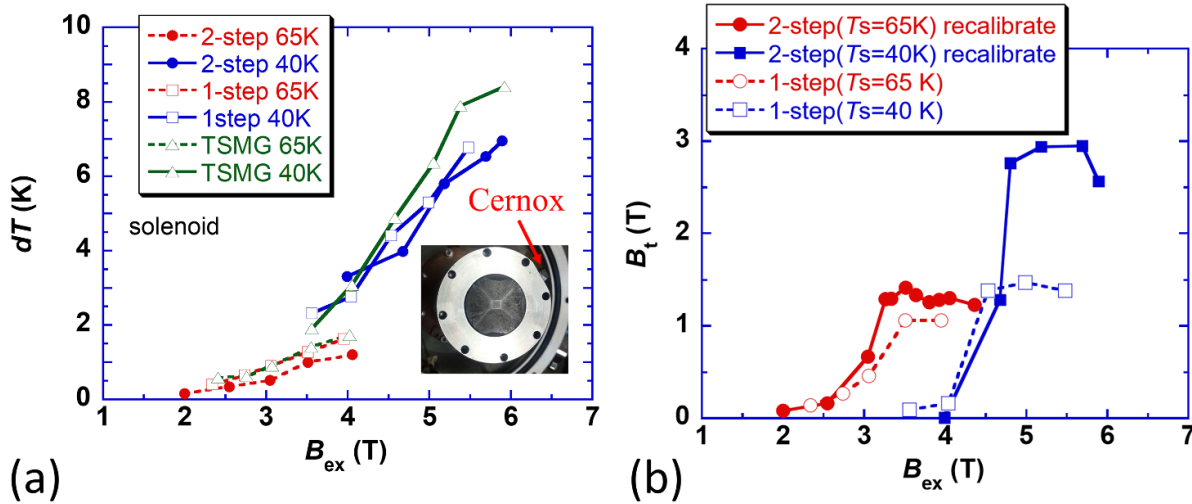 2-step 65K
2-step 40K
1-step 65K
1step 40K
TSMG 65K
TSMG 40K
solenoid
Cernox
dT (K)
10
8
6
4
2
0
1 2 3 4 5 6 7
Bex (T)
(a)
2-step(Ts=65K) recalibrate
2-step(Ts=40K) recalibrate
1-step(Ts=65 K)
1-step(Ts=40 K)
Bt (T)
4
3
2
1
0
1 2 3 4 5 6 7
Bex (T)
(b)